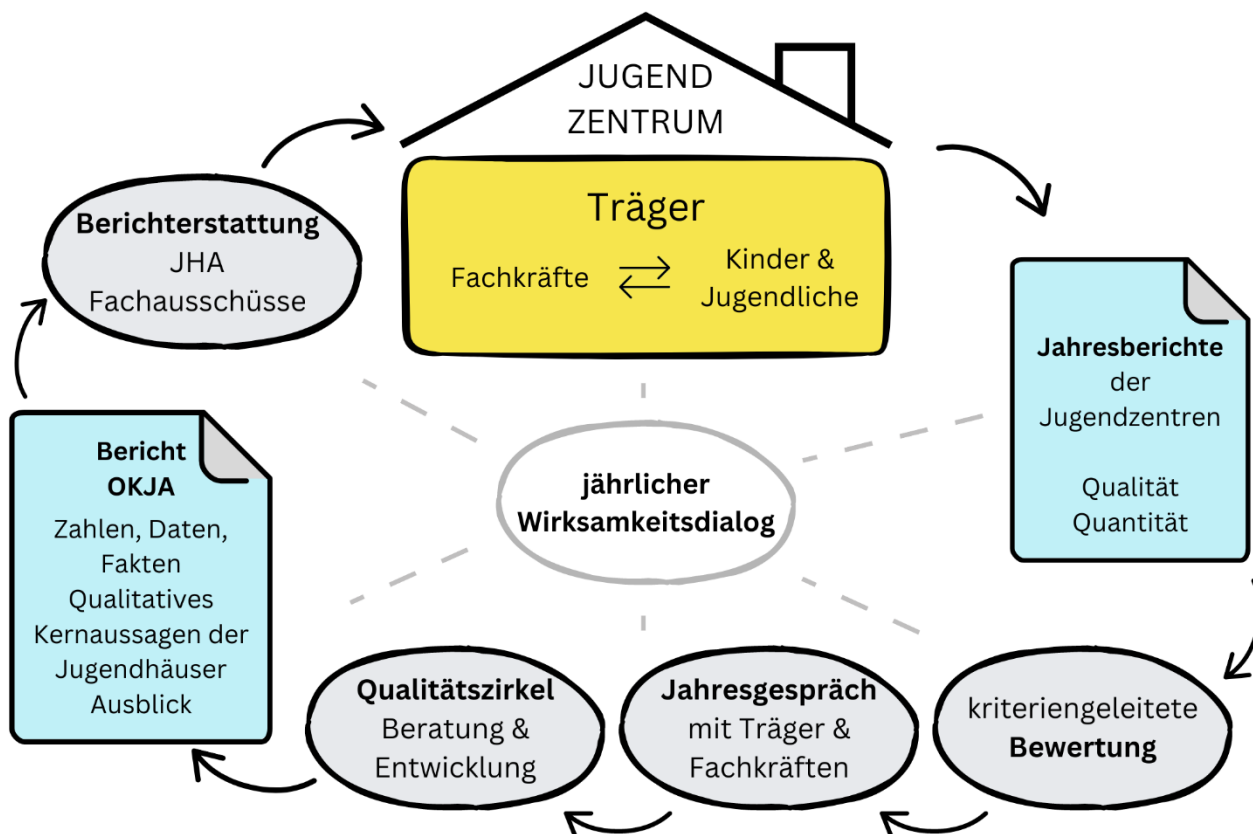 JUGEND
ZENTRUM
Träger
Fachkräfte
Kinder &
Jugendliche
Jahresberichte
der
Jugendzentren
Qualität
Quantität
kriteriengeleitete
Bewertung
Jahresgespräch
mit Träger &
Fachkräften
Qualitätszirkel
Beratung &
Entwicklung
Bericht
OKJA
Zahlen, Daten,
Fakten
Qualitatives
Kernaussagen der
Jugendhäuser
Ausblick
Berichterstattung
JHA
Fachausschüsse
jährlicher
Wirksamkeitsdialog